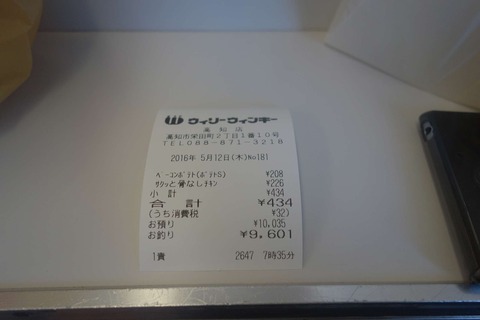 ウィリーウィンキー
高知店
高知市栄田町2丁目1番10号
TEL088-871-3218
2016年 5月12日(木)No181
ベーコンポテト(ポテトS) ¥208
サクッと骨なしチキン ¥226
小 計 ¥434
合 計 ¥434
(うち消費税 ¥32)
お預り ¥10,035
お釣り ¥9,601
1責 2647 7時35分